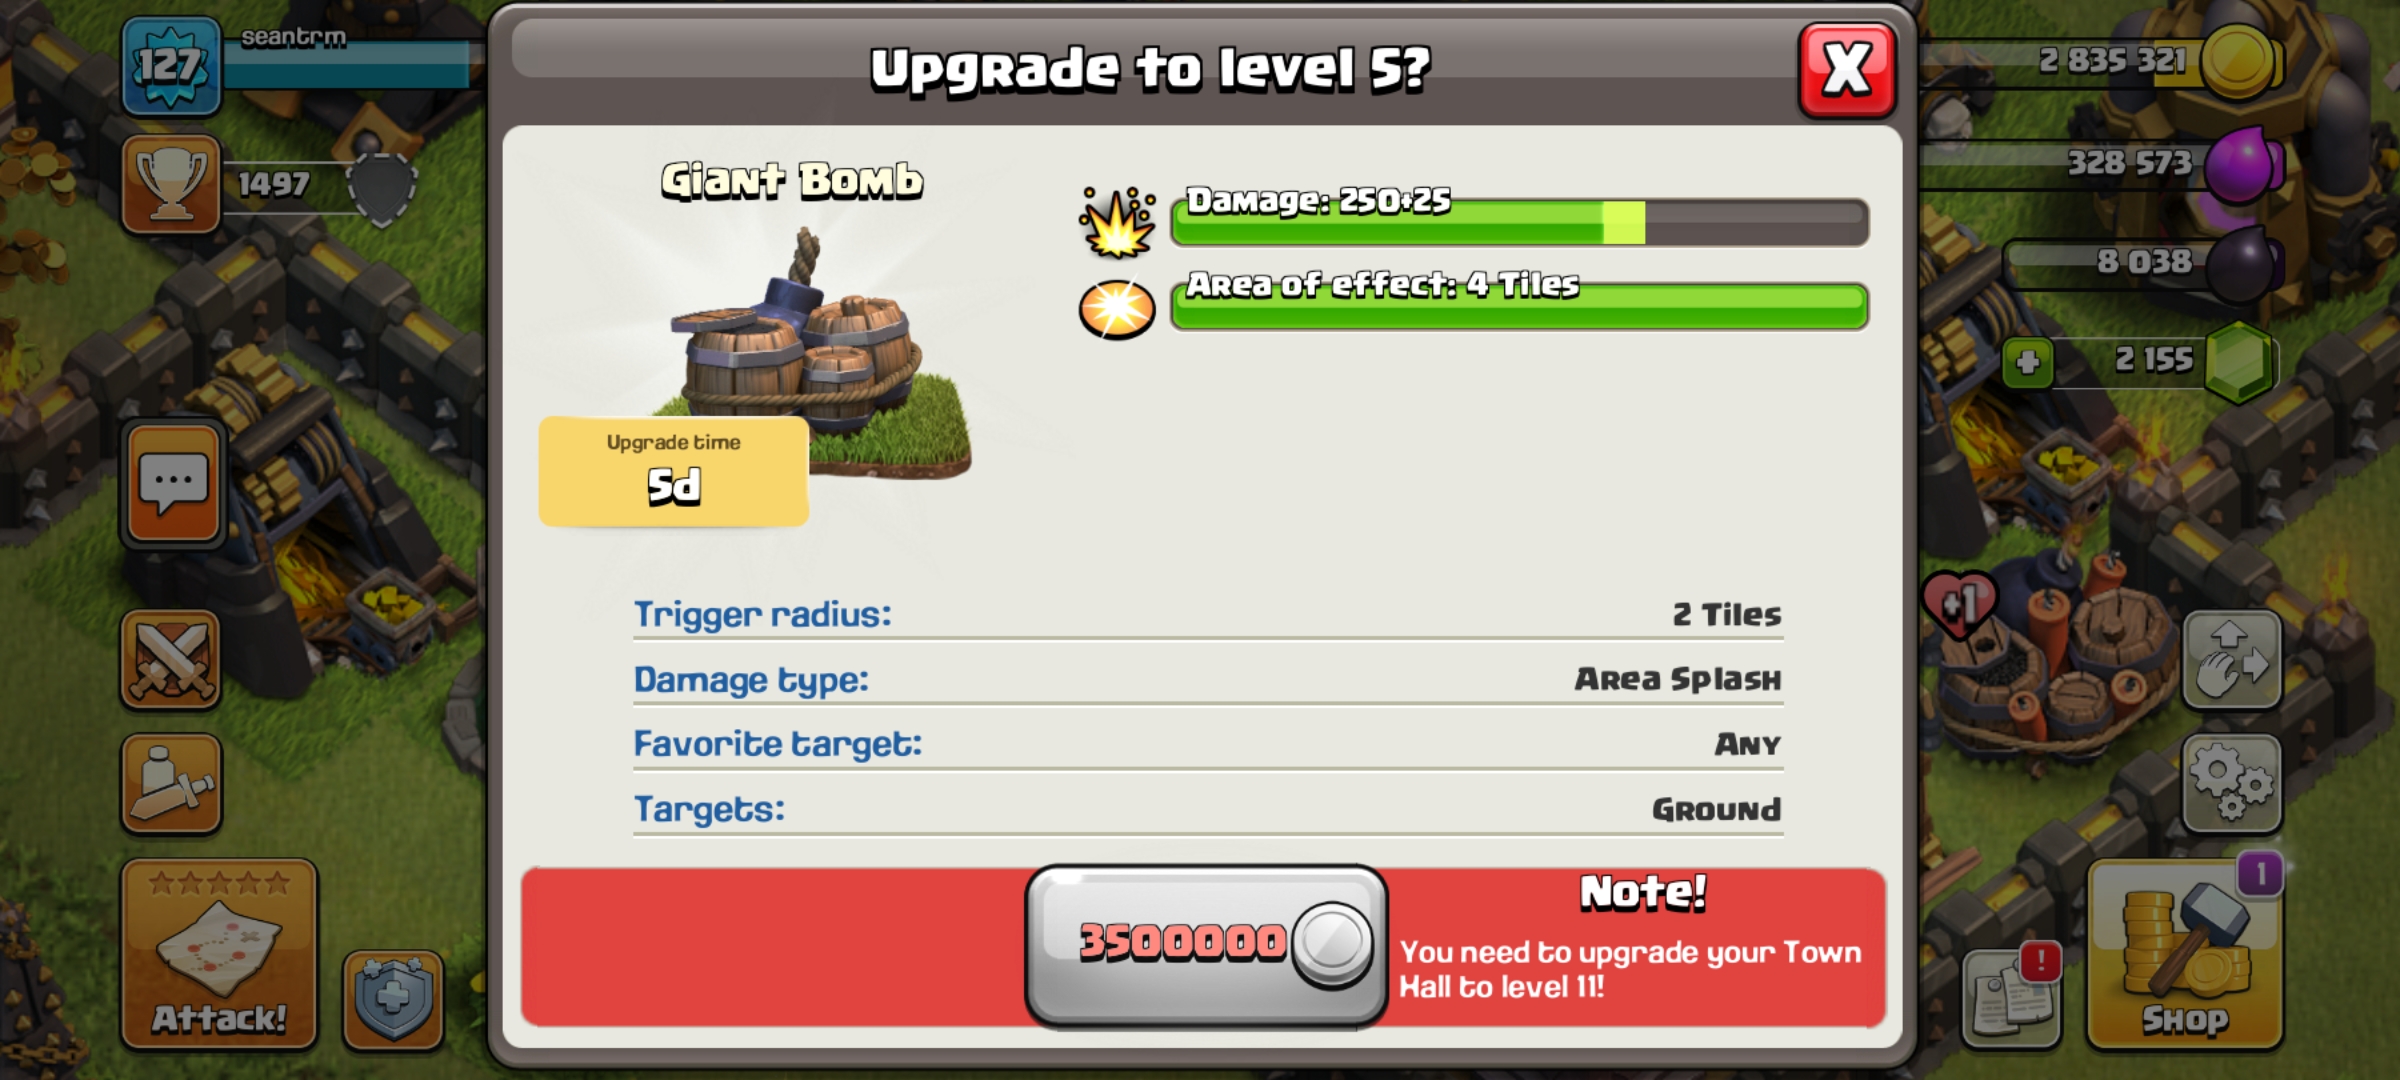 127
seantrm
1497
Attack!
Upgrade to level 5?
X
Giant Bomb
Upgrade time
5d
Damage: 250+25
Area of effect: 4 Tiles
Trigger radius: 2 Tiles
Damage type: Area Splash
Favorite target: Any
Targets: Ground
3500000
Note!
You need to upgrade your Town
Hall to level 11!
2 835 321
328 573
8 038
+
2 155
+1
!
1
Shop